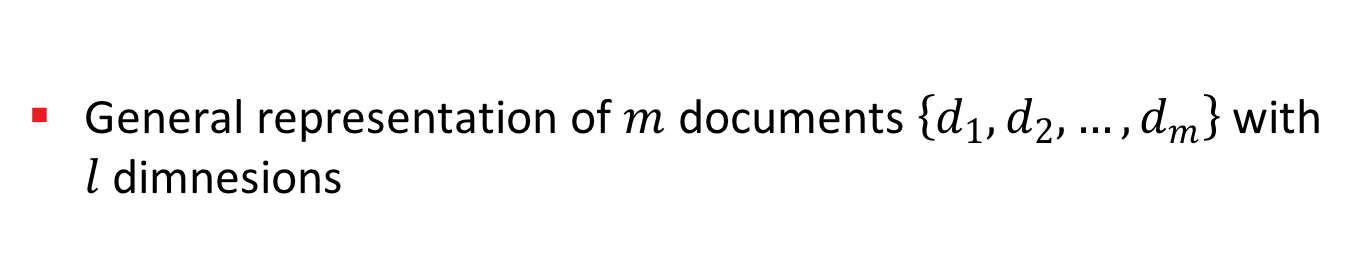 ▪ General representation of 𝑚 documents {𝑑₁, 𝑑₂, … , 𝑑ₘ} with
𝑙 dimnesions